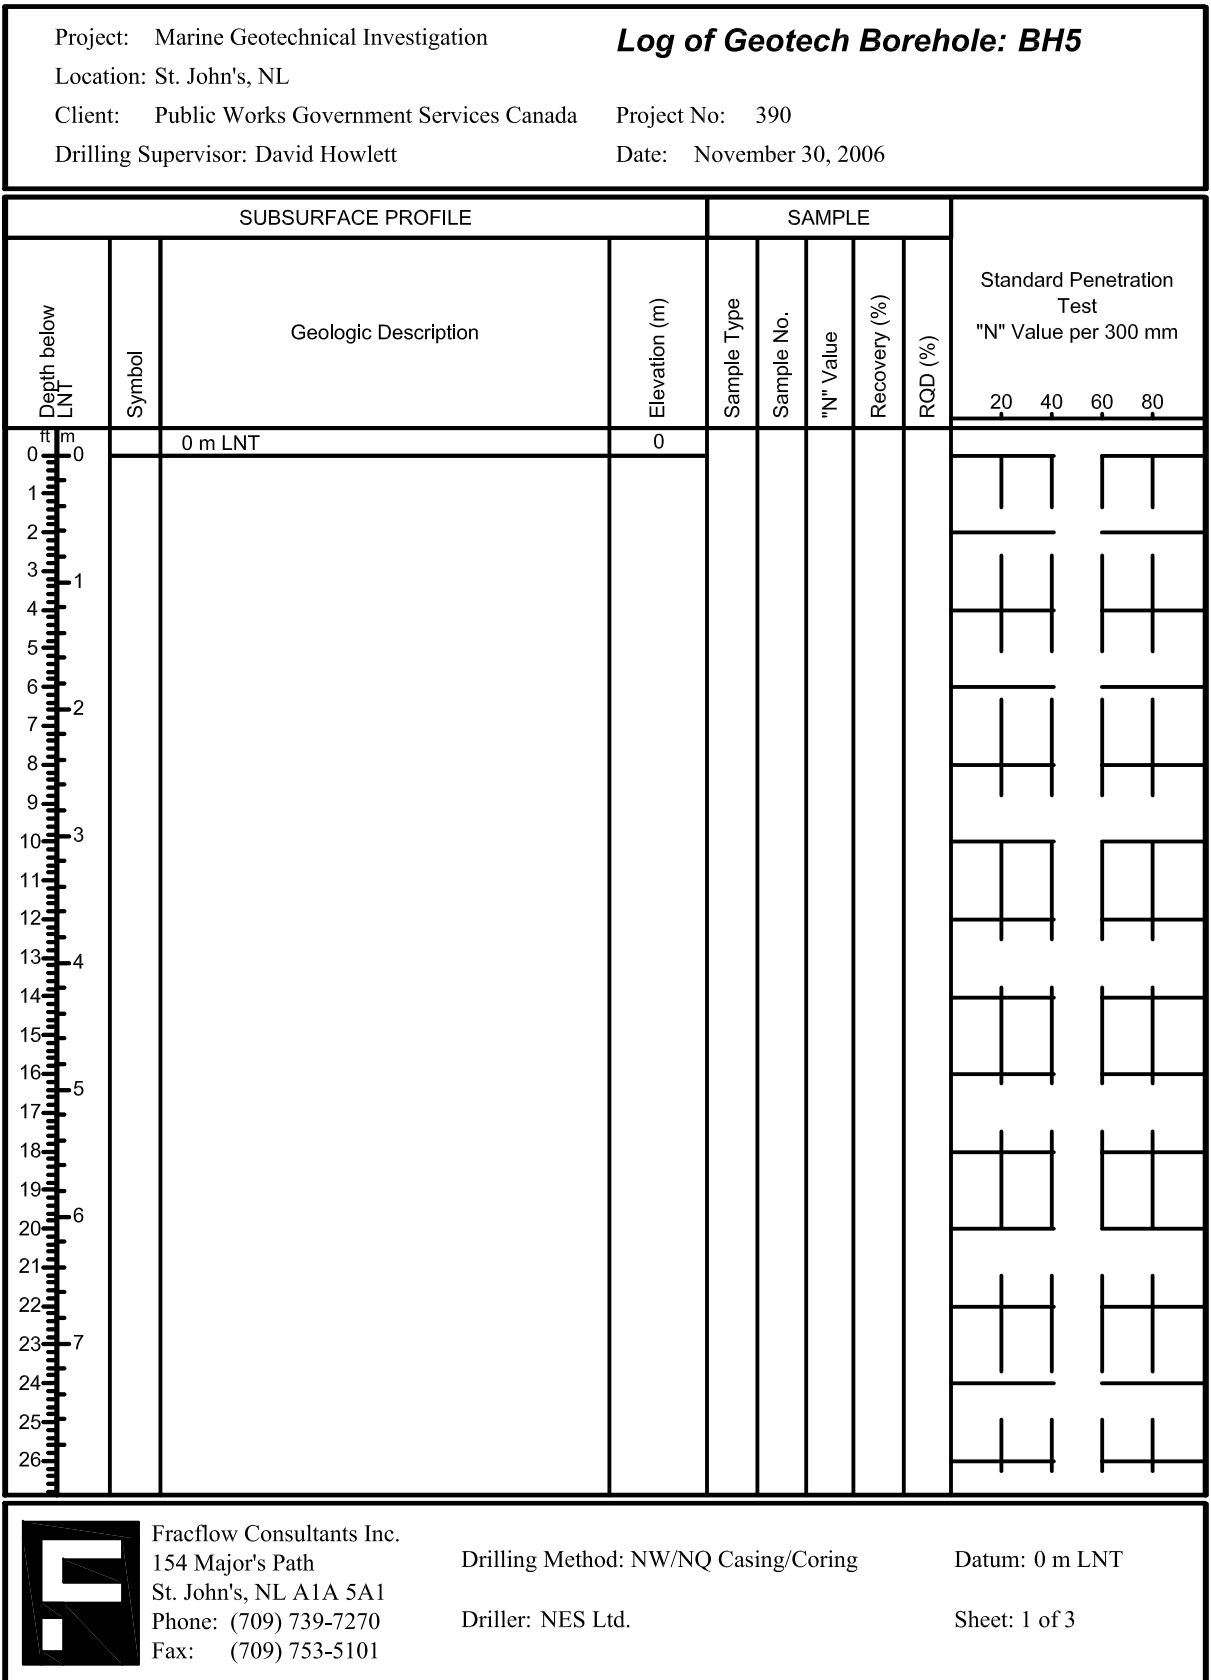 Project: Marine Geotechnical Investigation
Log of Geotech Borehole: BH5
Location: St. John's, NL
Client: Public Works Government Services Canada
Project No: 390
Drilling Supervisor: David Howlett
Date: November 30, 2006
SUBSURFACE PROFILE
SAMPLE
Depth below
LNT
Symbol
Geologic Description
Elevation (m)
Sample Type
Sample No.
"N" Value
Recovery (%)
RQD (%)
Standard Penetration
Test
"N" Value per 300 mm
20 40 60 80
ft m
0 m LNT 0
0 0
1
2
3
1
4
5
6
2
7
8
9
3
10
11
12
13
4
14
15
16
5
17
18
19
6
20
21
22
23 7
24
25
26
Fracflow Consultants Inc.
154 Major's Path
St. John's, NL A1A 5A1
Phone: (709) 739-7270
Fax: (709) 753-5101
Drilling Method: NW/NQ Casing/Coring
Driller: NES Ltd.
Datum: 0 m LNT
Sheet: 1 of 3